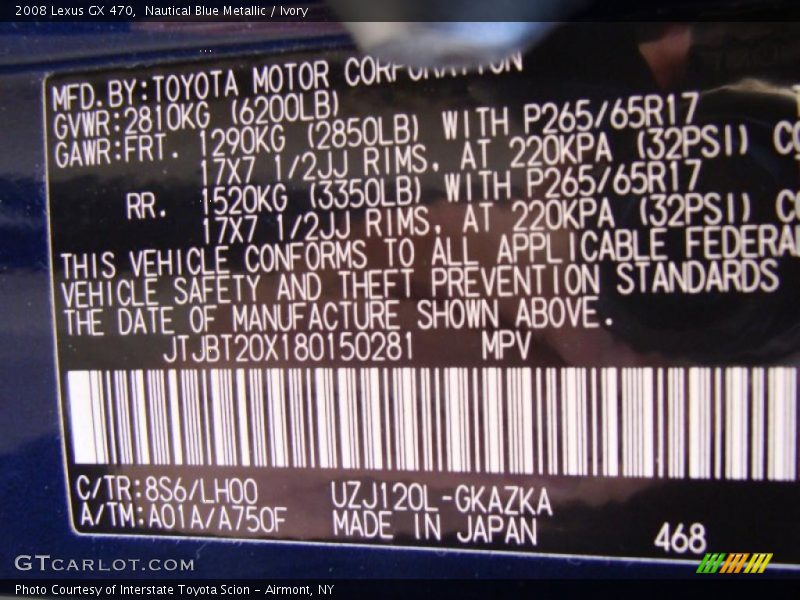 2008 Lexus GX 470, Nautical Blue Metallic / Ivory
MFD. BY: TOYOTA MOTOR CORPORATION
GVWR: 2810KG (6200LB)
GAWR: FRT. 1290KG (2850LB) WITH P265/65R17
17X7 1/2JJ RIMS, AT 220KPA (32PSI)
RR. 1520KG (3350LB) WITH P265/65R17
17X7 1/2JJ RIMS, AT 220KPA (32PSI)
THIS VEHICLE CONFORMS TO ALL APPLICABLE FEDERAL
VEHICLE SAFETY AND THEFT PREVENTION STANDARDS
THE DATE OF MANUFACTURE SHOWN ABOVE.
JTJBT20X180150281 MPV
C/TR: 8S6/LH00 UZJ120L-GKAZKA
A/TM: A01A/A750F MADE IN JAPAN
468
GTCARLOT.COM
Photo Courtesy of Interstate Toyota Scion - Airmont, NY